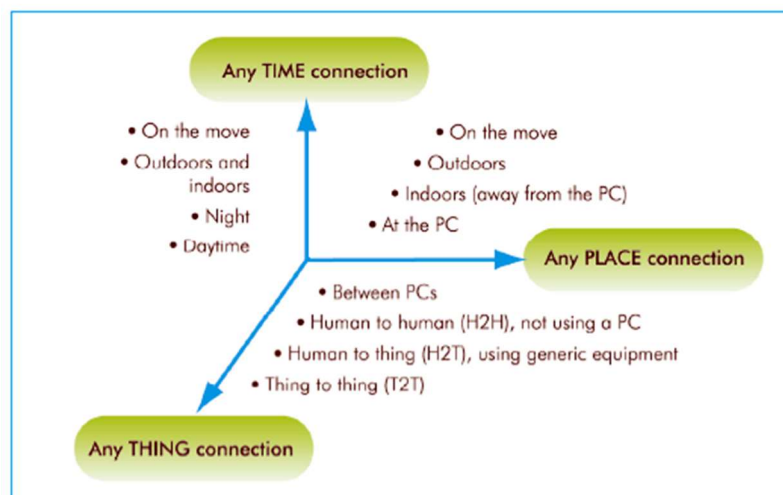 Any TIME connection
• On the move
• Outdoors and
indoors
• Night
• Daytime
• On the move
• Outdoors
• Indoors (away from the PC)
• At the PC
Any PLACE connection
• Between PCs
• Human to human (H2H), not using a PC
• Human to thing (H2T), using generic equipment
• Thing to thing (T2T)
Any THING connection